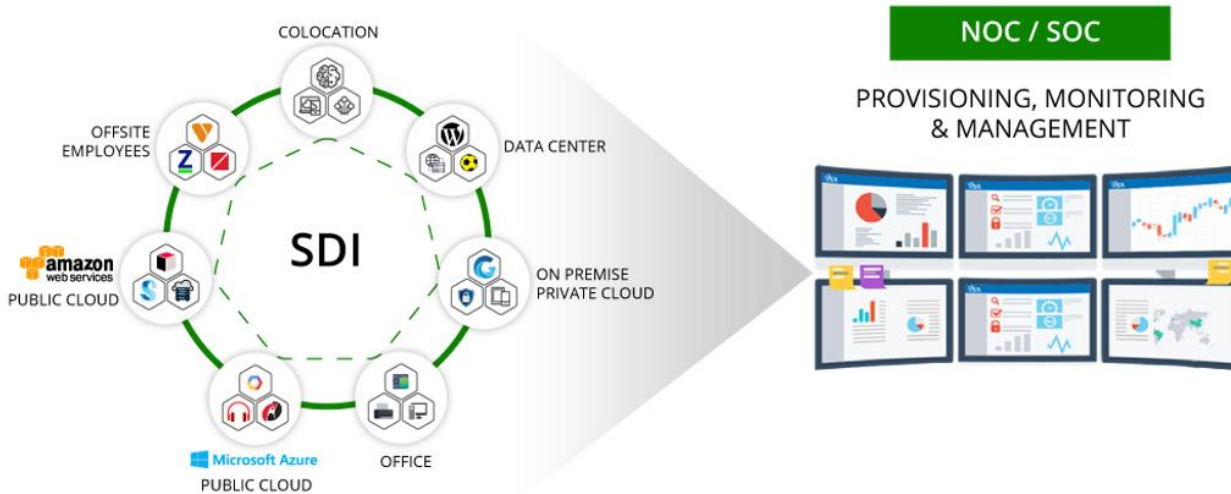 COLOCATION
OFFSITE
EMPLOYEES
DATA CENTER
SDI
amazon
web services
PUBLIC CLOUD
ON PREMISE
PRIVATE CLOUD
Microsoft Azure
PUBLIC CLOUD
OFFICE
NOC / SOC
PROVISIONING, MONITORING
& MANAGEMENT